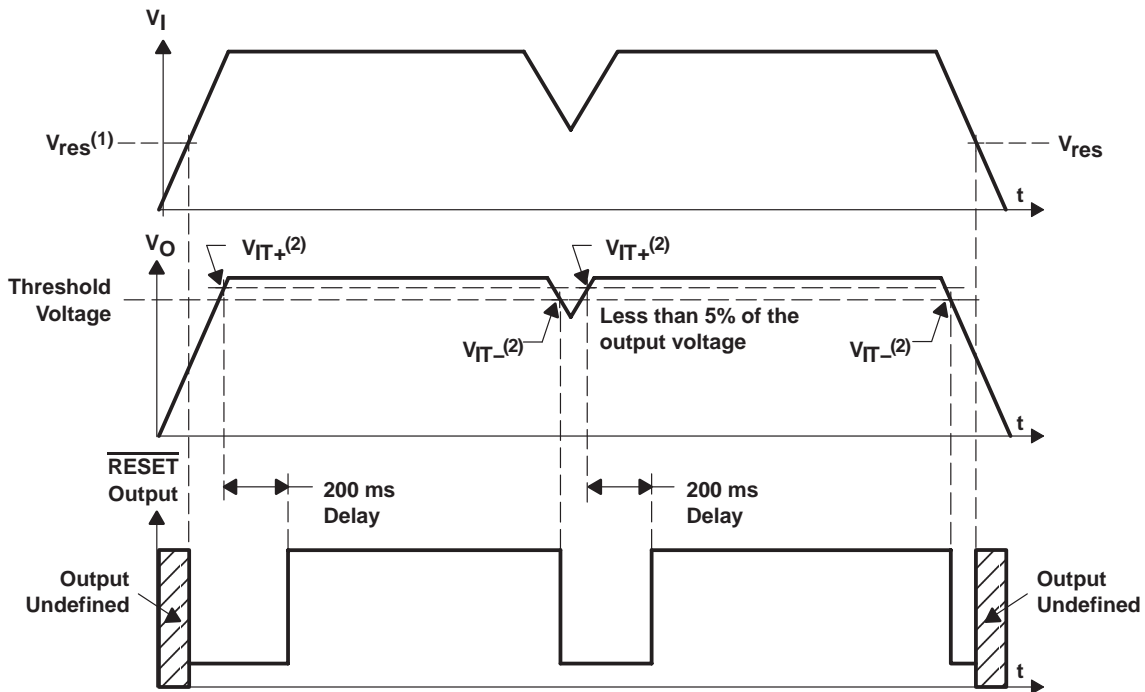 VI
Vres(1)
Vres
t
VO
VIT+(2)
VIT+(2)
Threshold
Voltage
Less than 5% of the
output voltage
VIT–(2)
VIT–(2)
t
RESET
Output
200 ms
Delay
200 ms
Delay
Output
Undefined
Output
Undefined
t